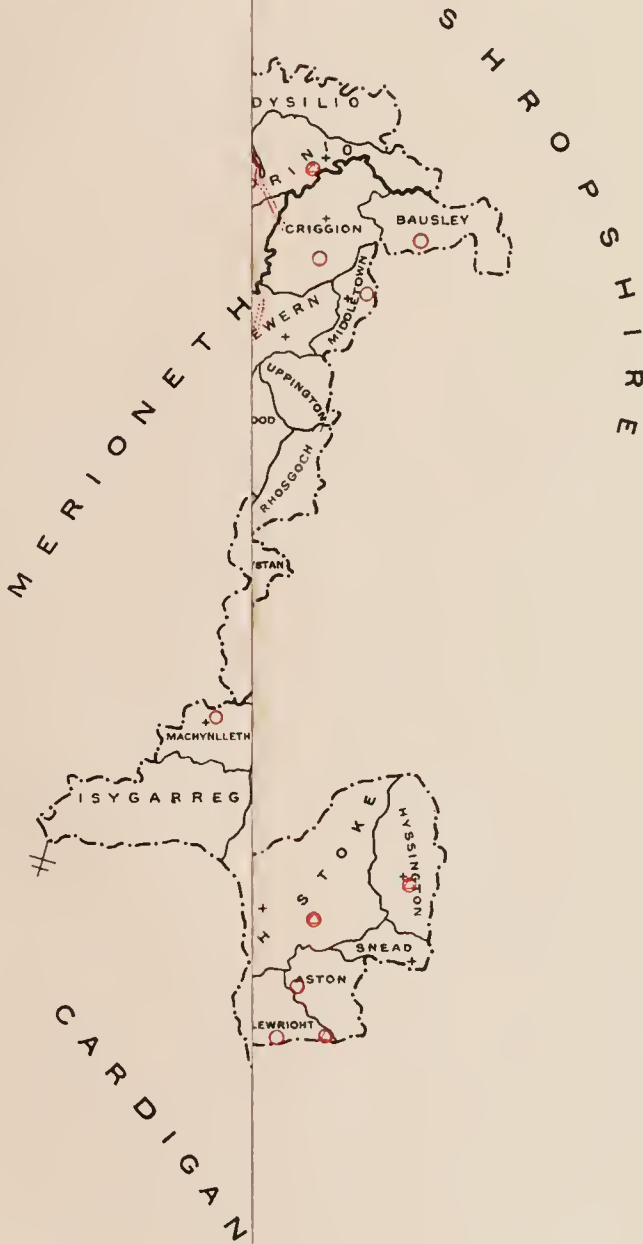 SHROPSHIRE
DYSILIO
RINIO
CRIGGION
BAUSLEY
MIDDLETOWN
EWERN
UPPINGTON
OOD
RHOSGOCH
STAN
MERIONETH
MACHYNLLETH
ISYGARREG
H STOKE
HYSSINGTON
SNEAD
ASTON
LEWRIGHT
CARDIGAN